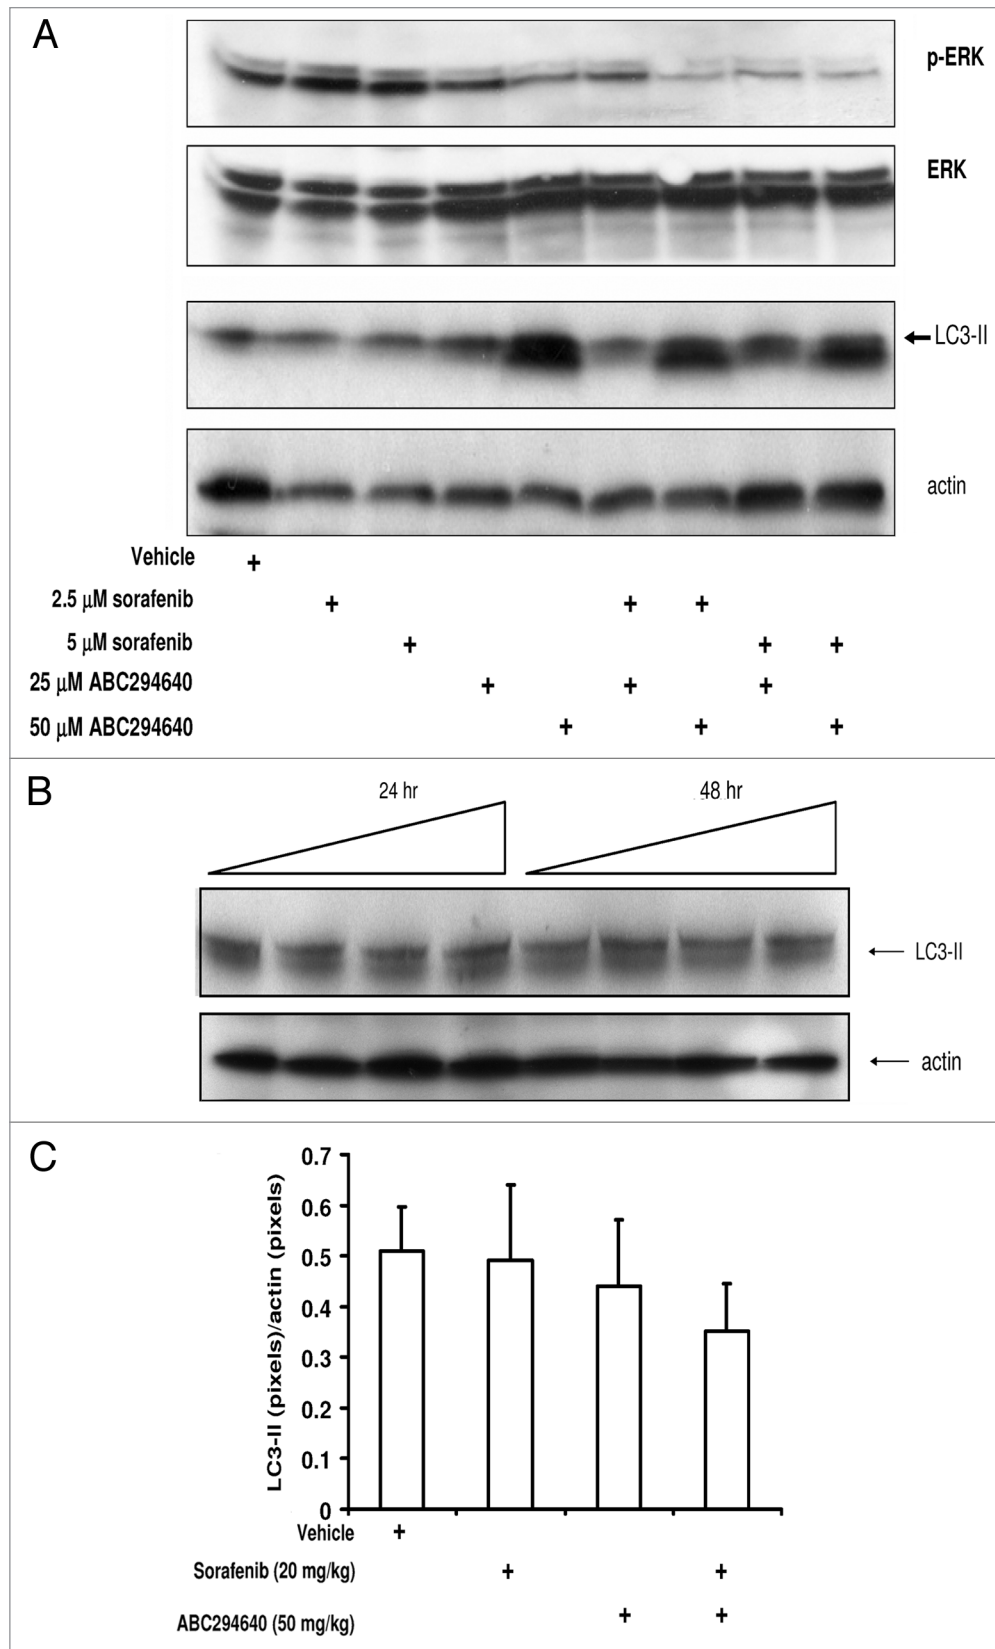 A
p-ERK
ERK
LC3-II
actin
Vehicle +
2.5 μM sorafenib + + +
5 μM sorafenib + + +
25 μM ABC294640 + + +
50 μM ABC294640 + + +
B
24 hr 48 hr
LC3-II
actin
C
LC3-II (pixels)/actin (pixels)
0.7
0.6
0.5
0.4
0.3
0.2
0.1
0
Vehicle +
Sorafenib (20 mg/kg) + +
ABC294640 (50 mg/kg) + +